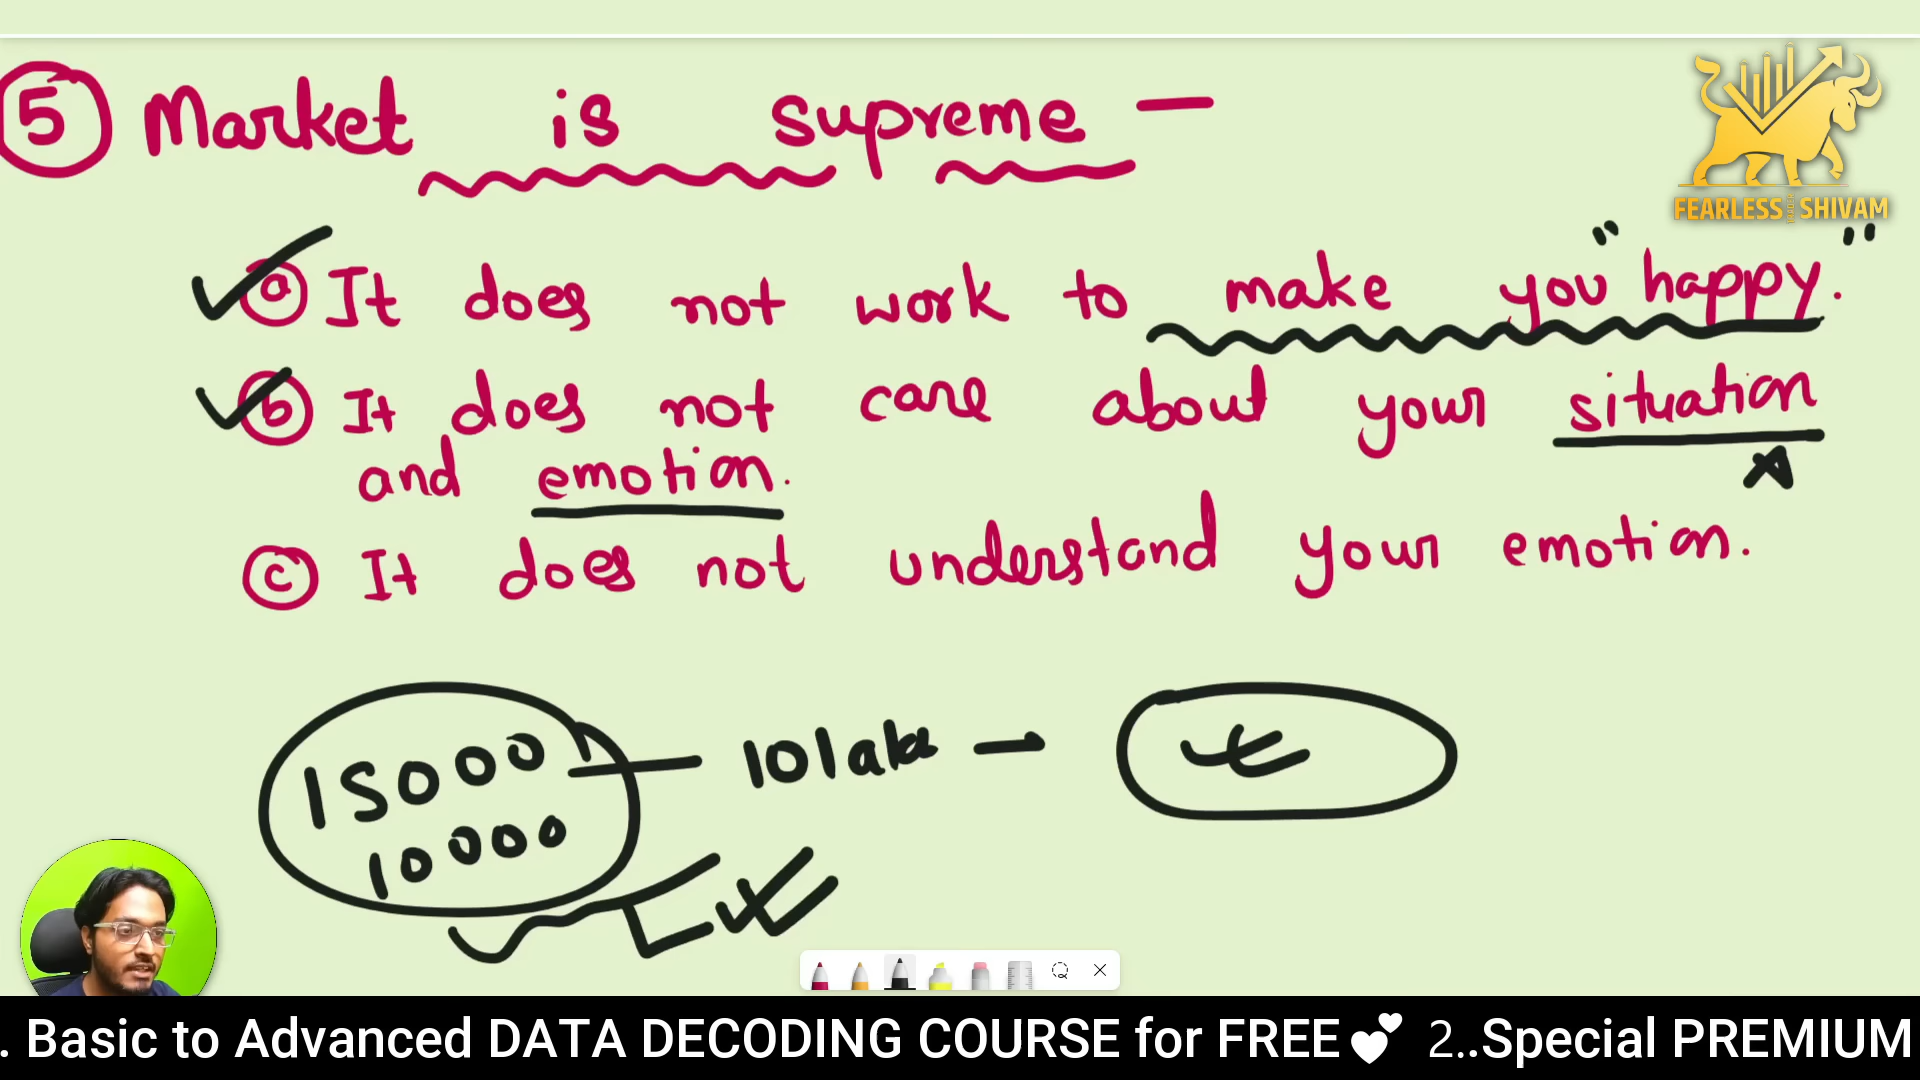 5 Market is supreme —
FEARLESS SHIVAM
a It does not work to make you "happy."
b It does not care about your situation
and emotion.
c It does not understand your emotion.
15000 — 10 lakh —
10000
. Basic to Advanced DATA DECODING COURSE for FREE💕 2..Special PREMIUM